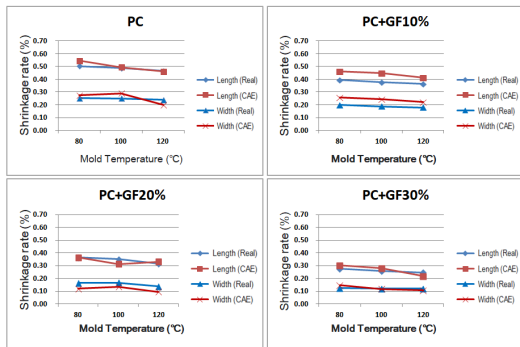 PC
Shrinkage rate (%)
0.70
0.60
0.50
0.40
0.30
0.20
0.10
0.00
80
100
120
Mold Temperature (℃)
Length (Real)
Length (CAE)
Width (Real)
Width (CAE)
PC+GF10%
Shrinkage rate (%)
0.70
0.60
0.50
0.40
0.30
0.20
0.10
0.00
80
100
120
Mold Temperature (℃)
Length (Real)
Length (CAE)
Width (Real)
Width (CAE)
PC+GF20%
Shrinkage rate (%)
0.70
0.60
0.50
0.40
0.30
0.20
0.10
0.00
80
100
120
Mold Temperature (℃)
Length (Real)
Length (CAE)
Width (Real)
Width (CAE)
PC+GF30%
Shrinkage rate (%)
0.70
0.60
0.50
0.40
0.30
0.20
0.10
0.00
80
100
120
Mold Temperature (℃)
Length (Real)
Length (CAE)
Width (Real)
Width (CAE)